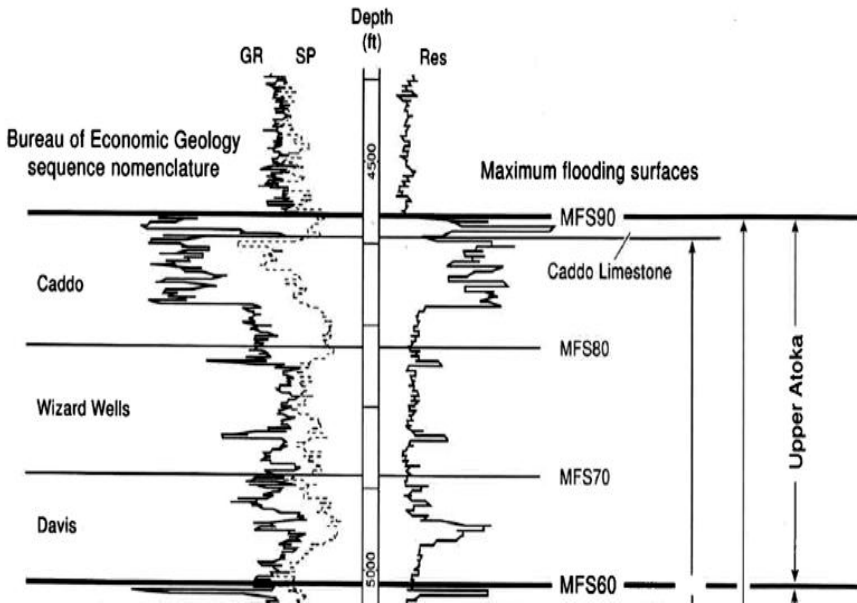 Depth
(ft)
GR SP Res
Bureau of Economic Geology
sequence nomenclature
4500
Maximum flooding surfaces
MFS90
Caddo Limestone
Caddo
MFS80
Upper Atoka
Wizard Wells
MFS70
Davis
5000
MFS60